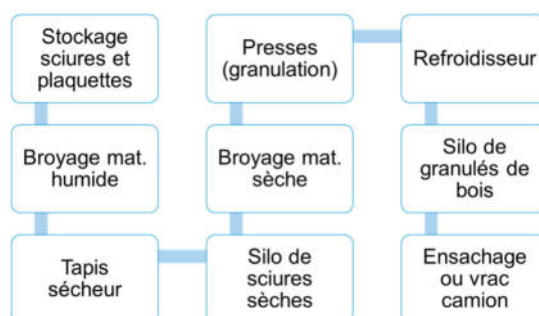 Stockage
sciures et
plaquettes
Broyage mat.
humide
Tapis
sécheur
Silo de
sciures
sèches
Broyage mat.
sèche
Presses
(granulation)
Refroidisseur
Silo de
granulés de
bois
Ensachage
ou vrac
camion